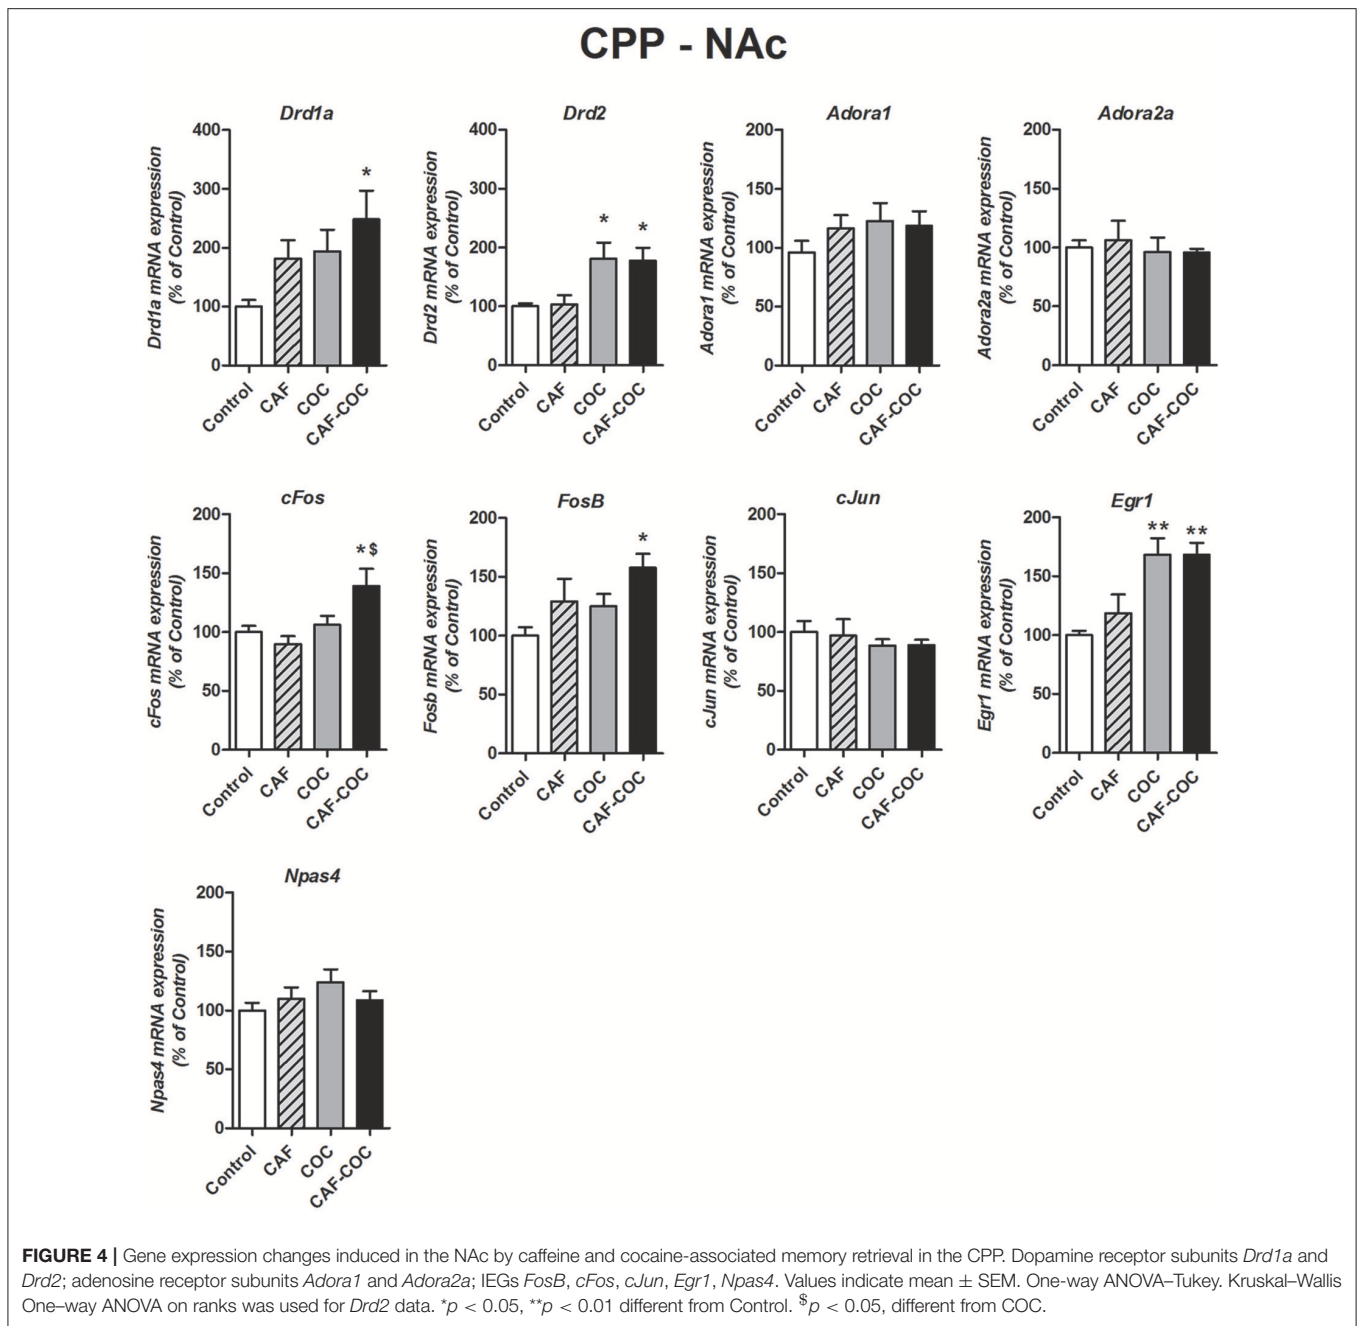 CPP - NAc
Drd1a
Drd1a mRNA expression
(% of Control)
400
300
200
100
0
*
Control
CAF
COC
CAF-COC
Drd2
Drd2 mRNA expression
(% of Control)
400
300
200
100
0
*
*
Control
CAF
COC
CAF-COC
Adora1
Adora1 mRNA expression
(% of Control)
200
150
100
50
0
Control
CAF
COC
CAF-COC
Adora2a
Adora2a mRNA expression
(% of Control)
200
150
100
50
0
Control
CAF
COC
CAF-COC
cFos
cFos mRNA expression
(% of Control)
200
150
100
50
0
* $
Control
CAF
COC
CAF-COC
FosB
Fosb mRNA expression
(% of Control)
200
150
100
50
0
*
Control
CAF
COC
CAF-COC
cJun
cJun mRNA expression
(% of Control)
200
150
100
50
0
Control
CAF
COC
CAF-COC
Egr1
Egr1 mRNA expression
(% of Control)
200
150
100
50
0
**
**
Control
CAF
COC
CAF-COC
Npas4
Npas4 mRNA expression
(% of Control)
200
150
100
50
0
Control
CAF
COC
CAF-COC
FIGURE 4 | Gene expression changes induced in the NAc by caffeine and cocaine-associated memory retrieval in the CPP. Dopamine receptor subunits Drd1a and
Drd2; adenosine receptor subunits Adora1 and Adora2a; IEGs FosB, cFos, cJun, Egr1, Npas4. Values indicate mean ± SEM. One-way ANOVA–Tukey. Kruskal–Wallis
One–way ANOVA on ranks was used for Drd2 data. *p < 0.05, **p < 0.01 different from Control. $p < 0.05, different from COC.